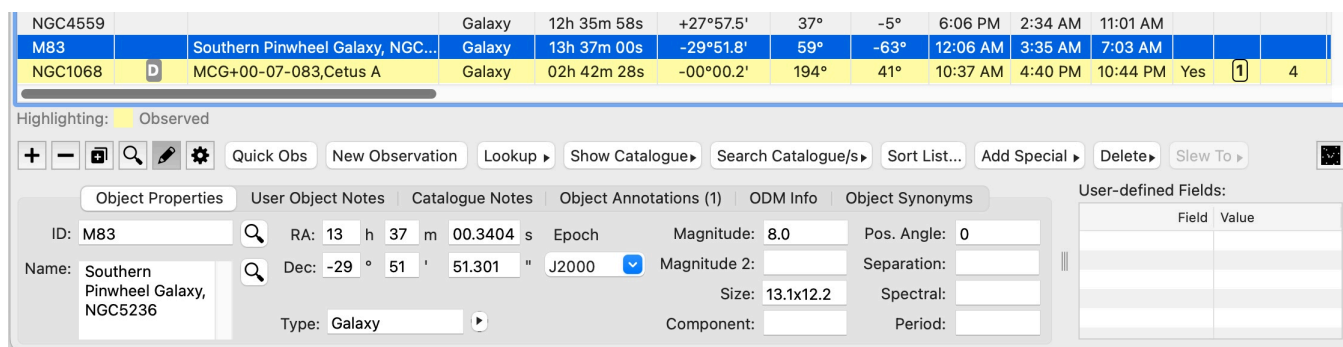 NGC4559 Galaxy 12h 35m 58s +27°57.5' 37° -5° 6:06 PM 2:34 AM 11:01 AM
M83 Southern Pinwheel Galaxy, NGC... Galaxy 13h 37m 00s -29°51.8' 59° -63° 12:06 AM 3:35 AM 7:03 AM
NGC1068 D MCG+00-07-083,Cetus A Galaxy 02h 42m 28s -00°00.2' 194° 41° 10:37 AM 4:40 PM 10:44 PM Yes 1 4
Highlighting: Observed
Quick Obs New Observation Lookup Show Catalogue Search Catalogue/s Sort List... Add Special Delete Slew To
Object Properties User Object Notes Catalogue Notes Object Annotations (1) ODM Info Object Synonyms User-defined Fields:
Field Value
ID: M83 RA: 13 h 37 m 00.3404 s Epoch Magnitude: 8.0 Pos. Angle: 0
Name: Southern Pinwheel Galaxy, NGC5236 Dec: -29 ° 51 ' 51.301 " J2000 Magnitude 2: Separation:
Size: 13.1x12.2 Spectral:
Type: Galaxy Component: Period: